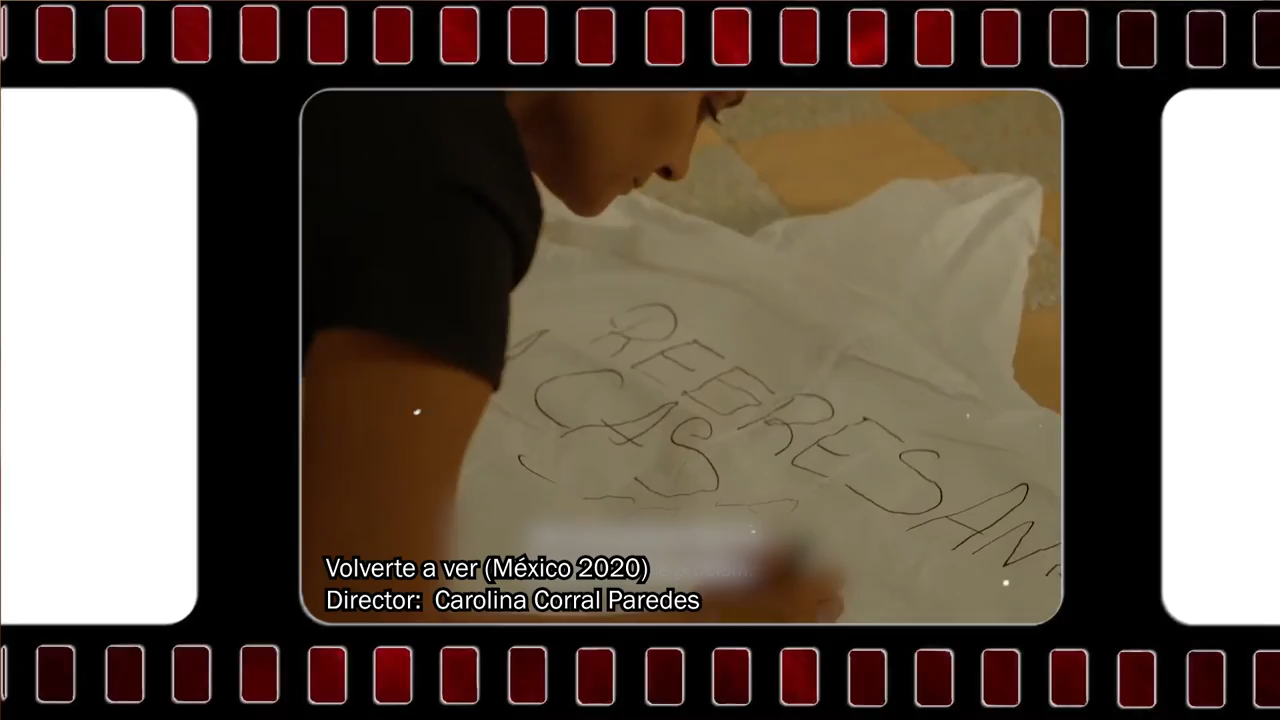 REGRESAN
CAS
Volverte a ver (México 2020)
Director: Carolina Corral Paredes